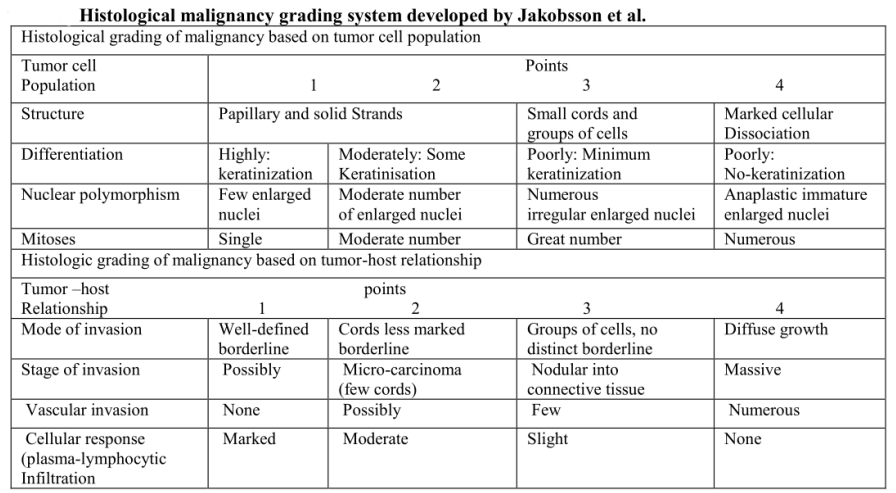 Histological malignancy grading system developed by Jakobsson et al.
Histological grading of malignancy based on tumor cell population
Tumor cell Points
Population 1 2 3 4
Structure Papillary and solid Strands Small cords and Marked cellular
groups of cells Dissociation
Differentiation Highly: Moderately: Some Poorly: Minimum Poorly:
keratinization Keratinisation keratinization No-keratinization
Nuclear polymorphism Few enlarged Moderate number Numerous Anaplastic immature
nuclei of enlarged nuclei irregular enlarged nuclei enlarged nuclei
Mitoses Single Moderate number Great number Numerous
Histologic grading of malignancy based on tumor-host relationship
Tumor –host points
Relationship 1 2 3 4
Mode of invasion Well-defined Cords less marked Groups of cells, no Diffuse growth
borderline borderline distinct borderline
Stage of invasion Possibly Micro-carcinoma Nodular into Massive
(few cords) connective tissue
Vascular invasion None Possibly Few Numerous
Cellular response Marked Moderate Slight None
(plasma-lymphocytic
Infiltration